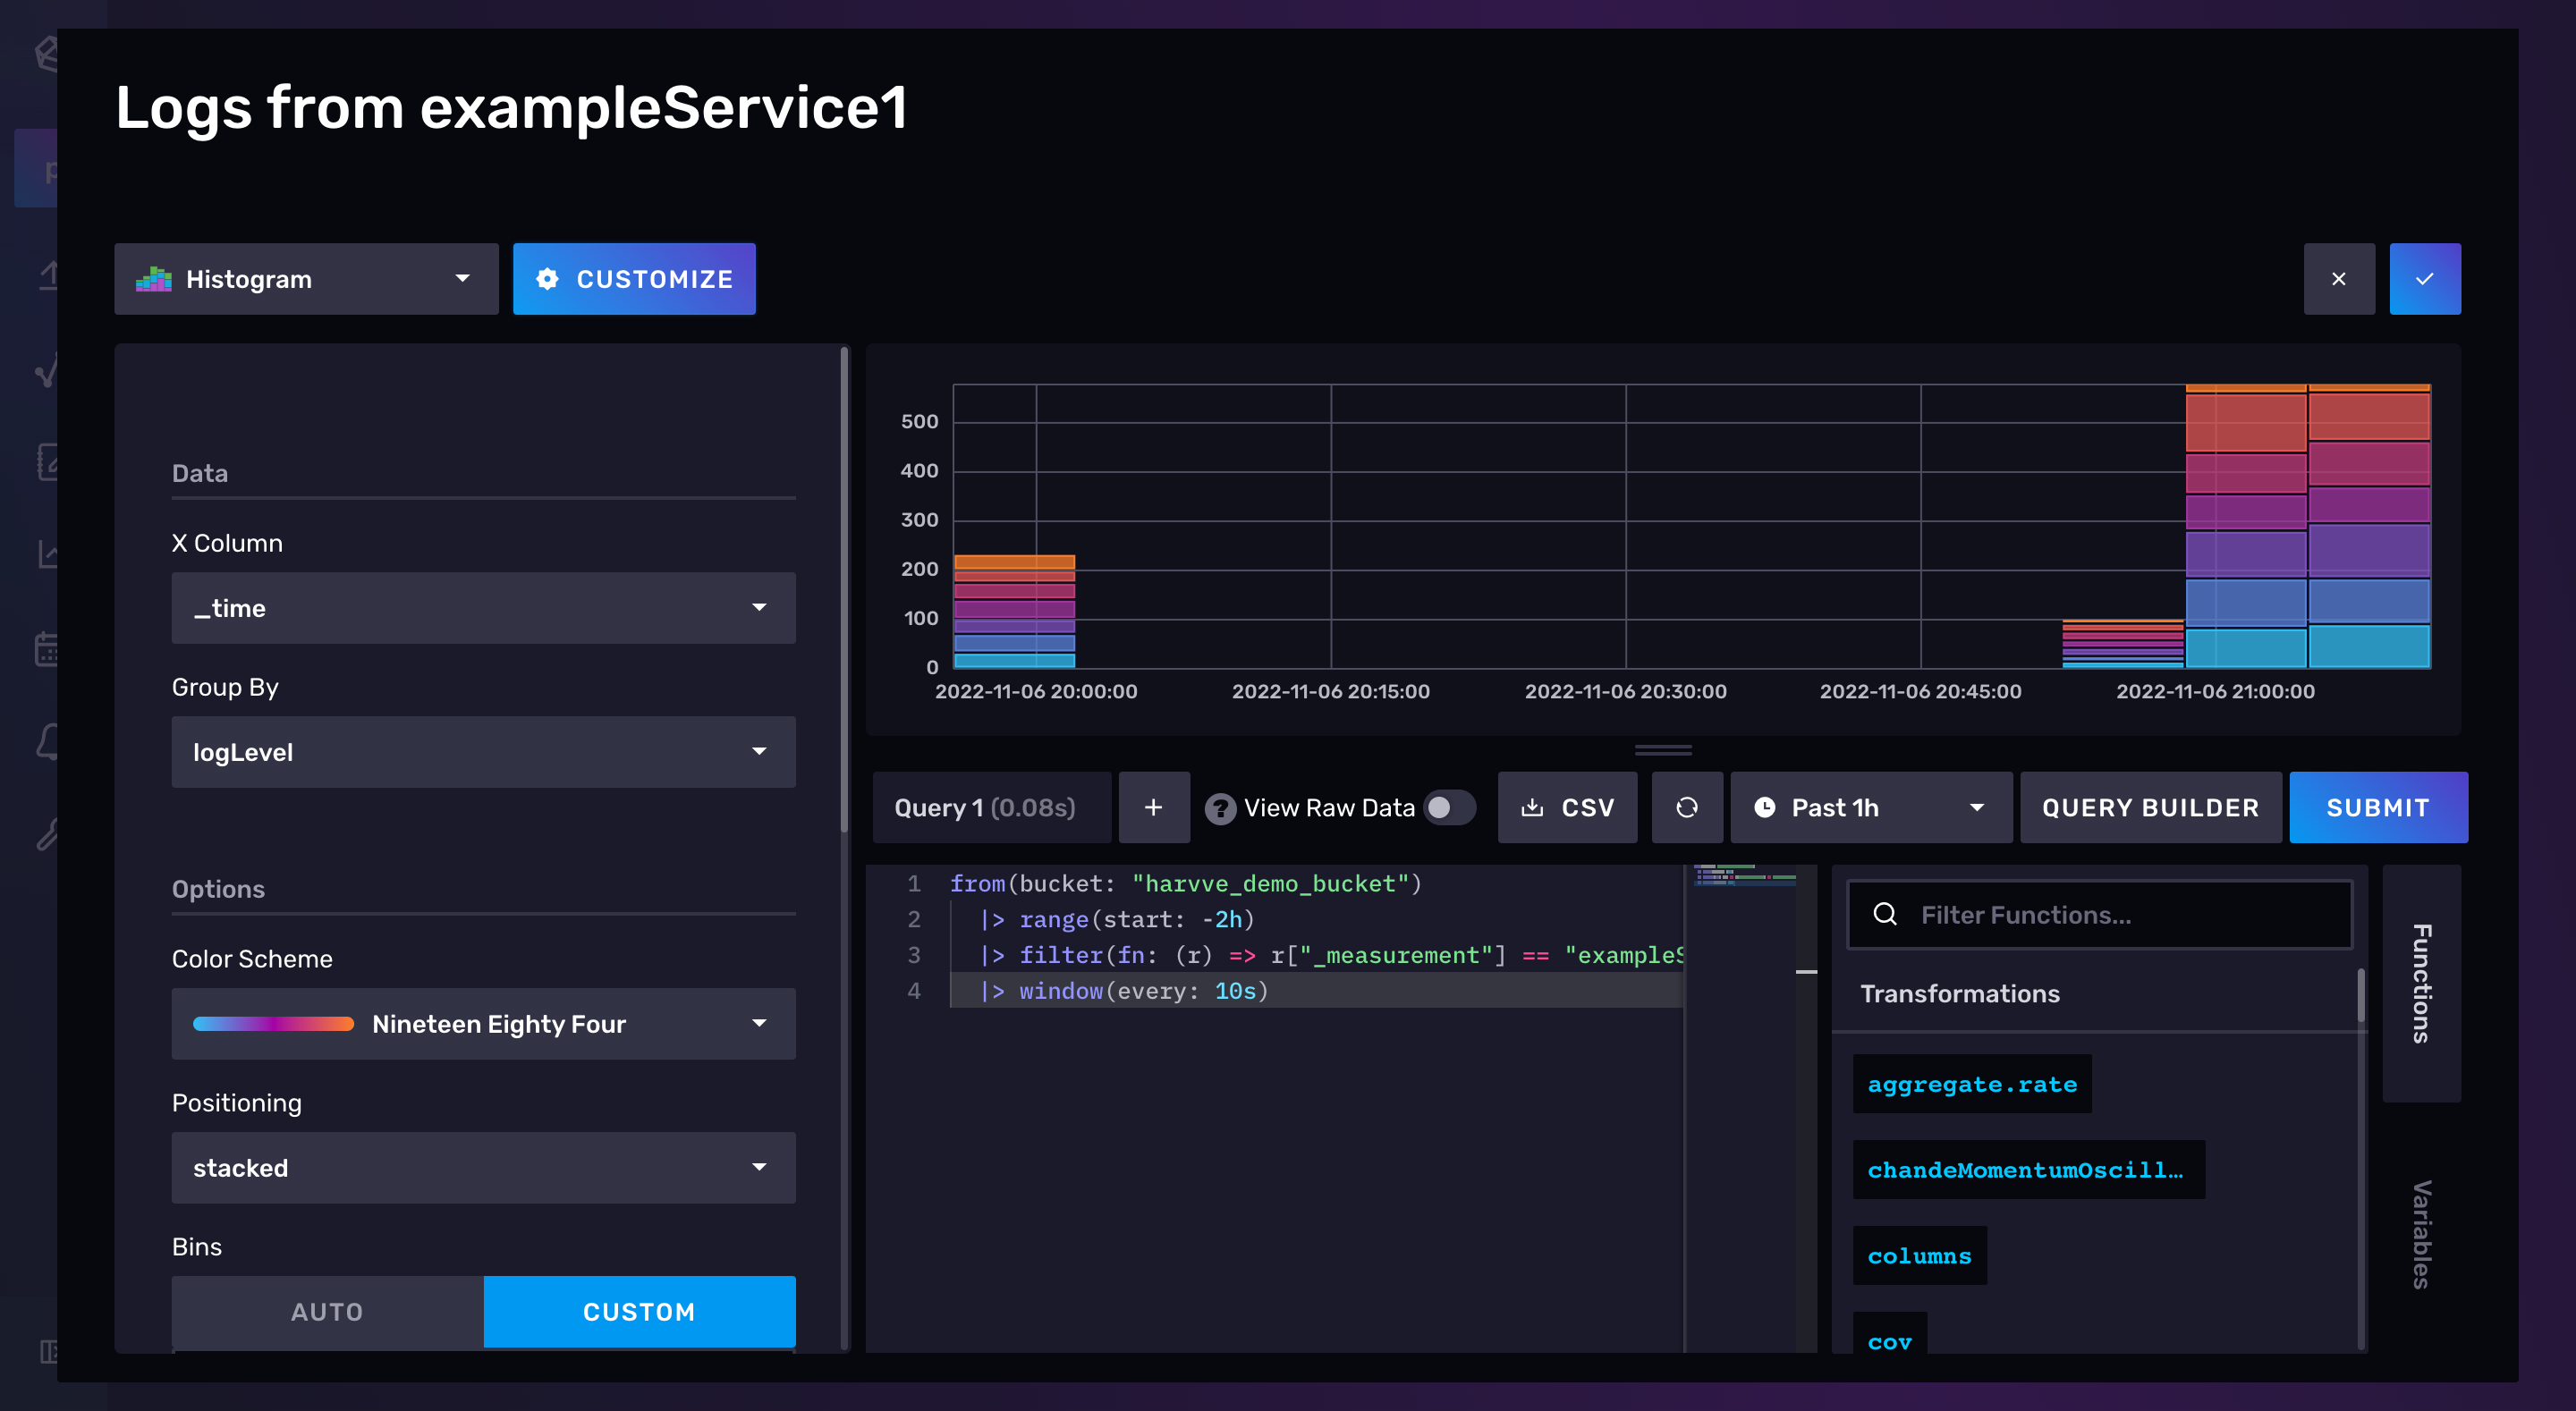 Logs from exampleService1
Histogram
CUSTOMIZE
Data
X Column
_time
Group By
logLevel
Options
Color Scheme
Nineteen Eighty Four
Positioning
stacked
Bins
AUTO CUSTOM
500
400
300
200
100
0
2022-11-06 20:00:00 2022-11-06 20:15:00 2022-11-06 20:30:00 2022-11-06 20:45:00 2022-11-06 21:00:00
Query 1 (0.08s) + ? View Raw Data CSV Past 1h QUERY BUILDER SUBMIT
1 from(bucket: "harvve_demo_bucket")
2 |> range(start: -2h)
3 |> filter(fn: (r) => r["_measurement"] == "exampleS
4 |> window(every: 10s)
Filter Functions...
Transformations
aggregate.rate
chandeMomentumOscill…
columns
cov
Functions
Variables